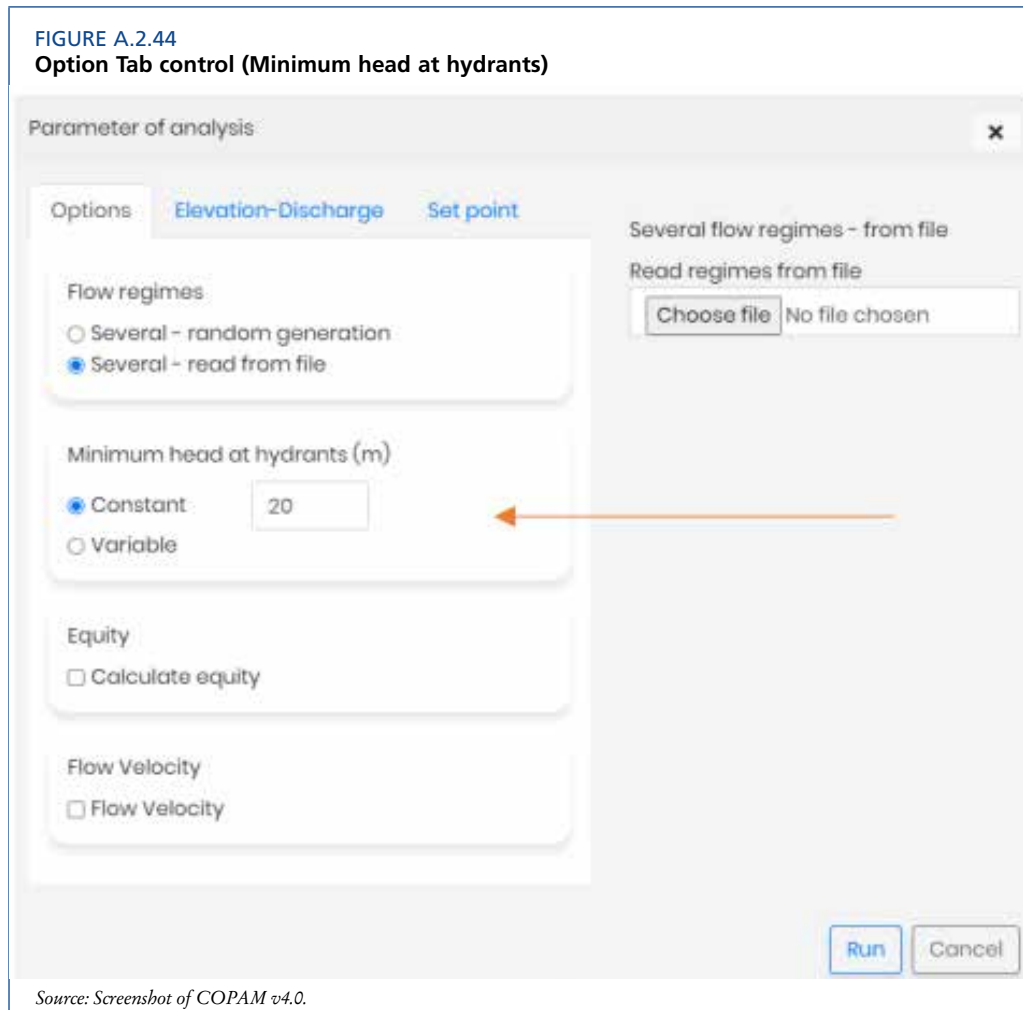 FIGURE A.2.44
Option Tab control (Minimum head at hydrants)
Parameter of analysis
Options Elevation-Discharge Set point
Flow regimes
Several - random generation
Several - read from file
Minimum head at hydrants (m)
Constant 20
Variable
Equity
Calculate equity
Flow Velocity
Flow Velocity
Several flow regimes - from file
Read regimes from file
Choose file No file chosen
Run Cancel
Source: Screenshot of COPAM v4.0.